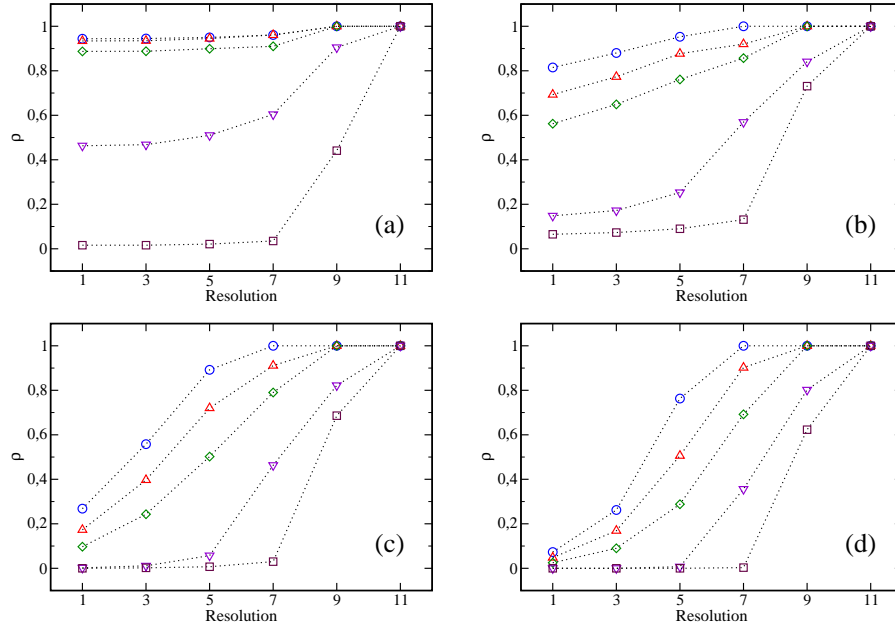 1
0,8
0,6
0,4
0,2
0
ρ
1 3 5 7 9 11
Resolution
(a)
1
0,8
0,6
0,4
0,2
0
ρ
1 3 5 7 9 11
Resolution
(b)
1
0,8
0,6
0,4
0,2
0
ρ
1 3 5 7 9 11
Resolution
(c)
1
0,8
0,6
0,4
0,2
0
ρ
1 3 5 7 9 11
Resolution
(d)